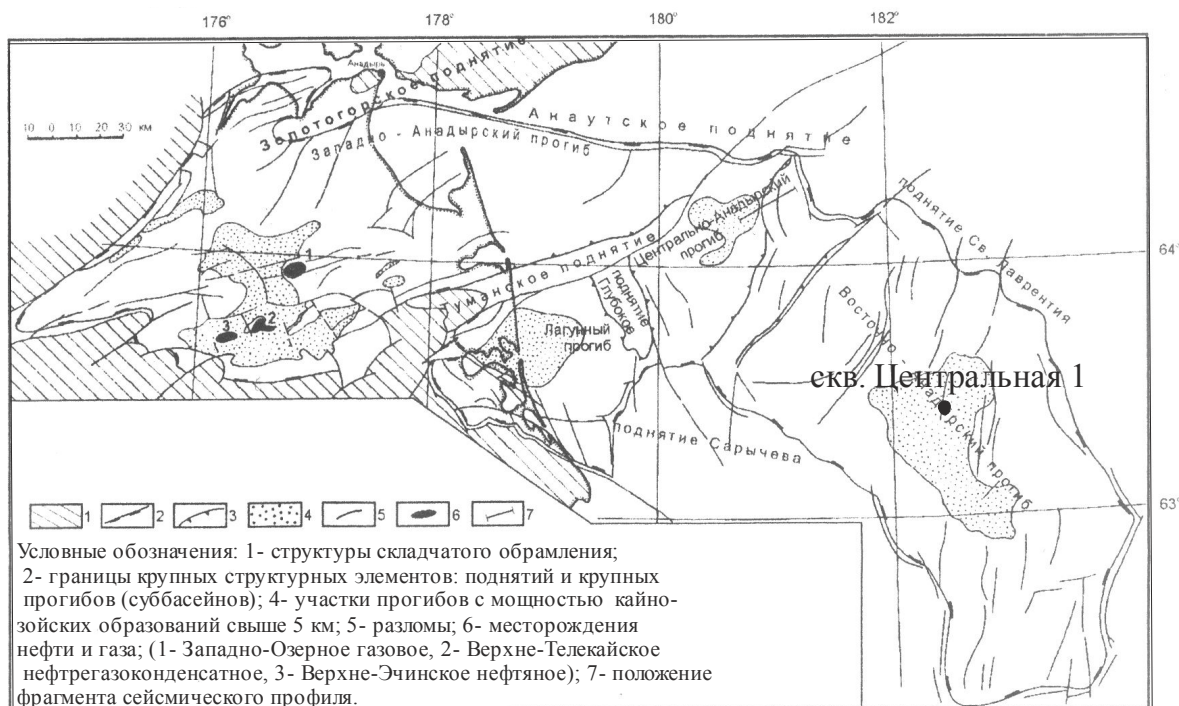 176° 178° 180° 182°
Анадырь
Золотогорское поднятие
10 0 10 20 30 км
Анаутское поднятие
Западно - Анадырский прогиб
поднятие Св. Лаврентия
Центрально-Анадырский
прогиб
64°
1
Туманское поднятие
поднятие
Глубокое
Восточно
Анадырский прогиб
3 2
Лагунный
прогиб
скв. Центральная 1
поднятие Сарычева
63°
1 2 3 4 5 6 7
Условные обозначения: 1- структуры складчатого обрамления;
2- границы крупных структурных элементов: поднятий и крупных
прогибов (суббасейнов); 4- участки прогибов с мощностью кайно-
зойских образований свыше 5 км; 5- разломы; 6- месторождения
нефти и газа; (1- Западно-Озерное газовое, 2- Верхне-Телекайское
нефтрегазоконденсатное, 3- Верхне-Эчинское нефтяное); 7- положение
фрагмента сейсмического профиля.